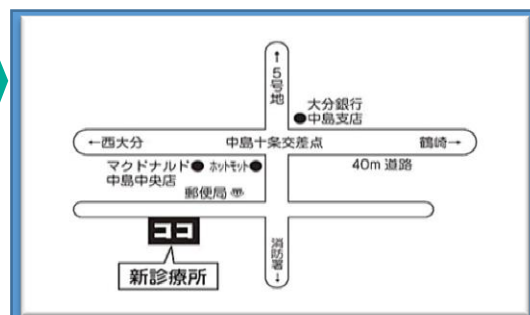 ↑5号地
大分銀行
中島支店
←西大分
中島十条交差点
鶴崎→
マクドナルド
中島中央店
ホットモット
40m 道路
郵便局
ココ
消防署↓
新診療所